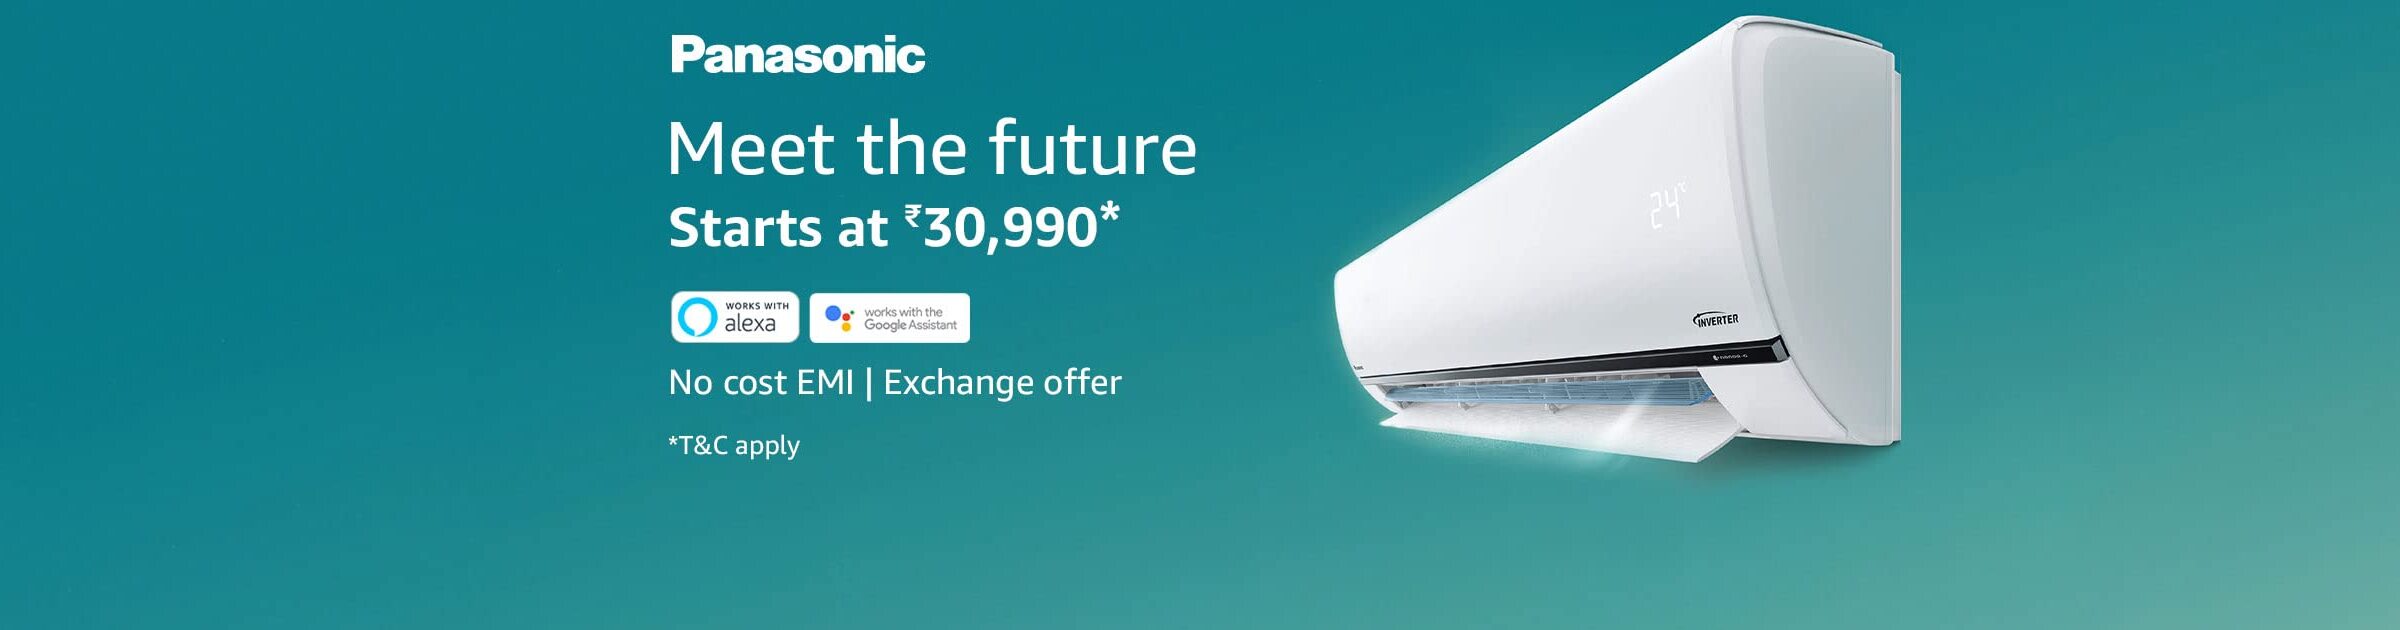 Panasonic
Meet the future
Starts at ₹30,990*
WORKS WITH
alexa
works with the
Google Assistant
No cost EMI | Exchange offer
*T&C apply
24°C
INVERTER
nanoe-G